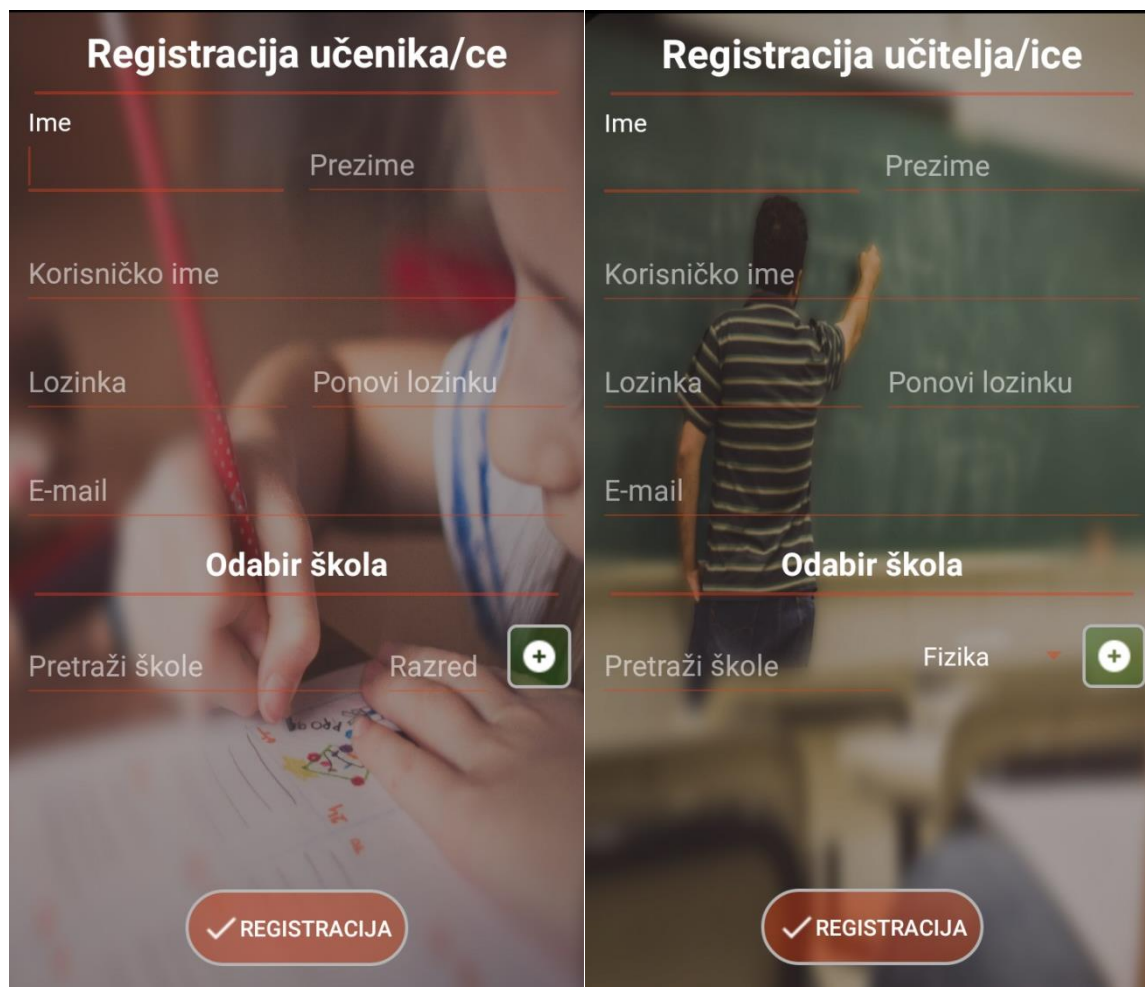 Registracija učenika/ce
Ime
Prezime
Korisničko ime
Lozinka
Ponovi lozinku
E-mail
Odabir škola
Pretraži škole
Razred
REGISTRACIJA
Registracija učitelja/ice
Ime
Prezime
Korisničko ime
Lozinka
Ponovi lozinku
E-mail
Odabir škola
Pretraži škole
Fizika
REGISTRACIJA